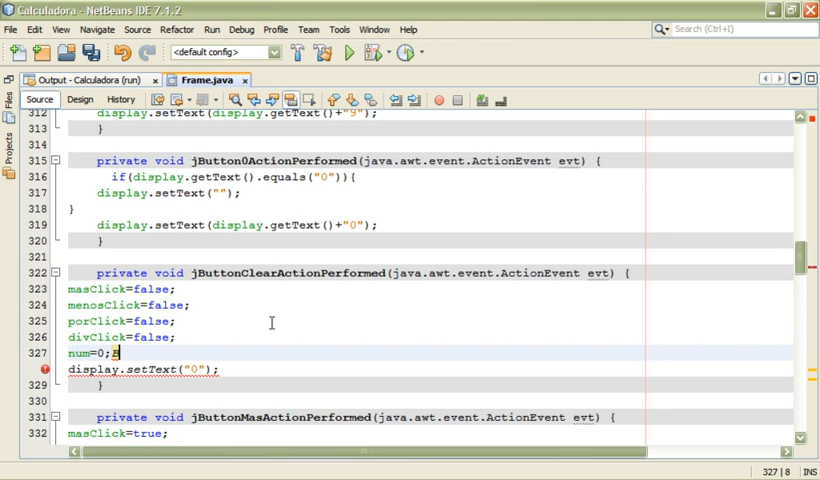 Calculadora - NetBeans IDE 7.1.2
File Edit View Navigate Source Refactor Run Debug Profile Team Tools Window Help
Search (Ctrl+I)
<default config>
Output - Calculadora (run) Frame.java
Source Design History
Files
Projects
312 display.setText(display.getText()+"9");
313 }
314
315 private void jButton0ActionPerformed(java.awt.event.ActionEvent evt) {
316 if(display.getText().equals("0")){
317 display.setText("");
318 }
319 display.setText(display.getText()+"0");
320 }
321
322 private void jButtonClearActionPerformed(java.awt.event.ActionEvent evt) {
323 masClick=false;
324 menosClick=false;
325 porClick=false;
326 divClick=false;
327 num=0;B
display.setText("0");
329 }
330
331 private void jButtonMasActionPerformed(java.awt.event.ActionEvent evt) {
332 masClick=true;
327 | 8 INS